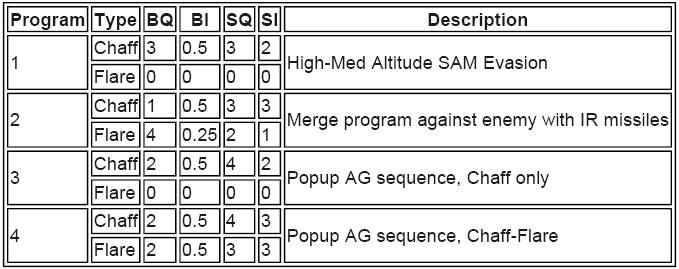 Program Type BQ BI SQ SI Description
1 Chaff 3 0.5 3 2 High-Med Altitude SAM Evasion
Flare 0 0 0 0
2 Chaff 1 0.5 3 3 Merge program against enemy with IR missiles
Flare 4 0.25 2 1
3 Chaff 2 0.5 4 2 Popup AG sequence, Chaff only
Flare 0 0 0 0
4 Chaff 2 0.5 4 3 Popup AG sequence, Chaff-Flare
Flare 2 0.5 3 3